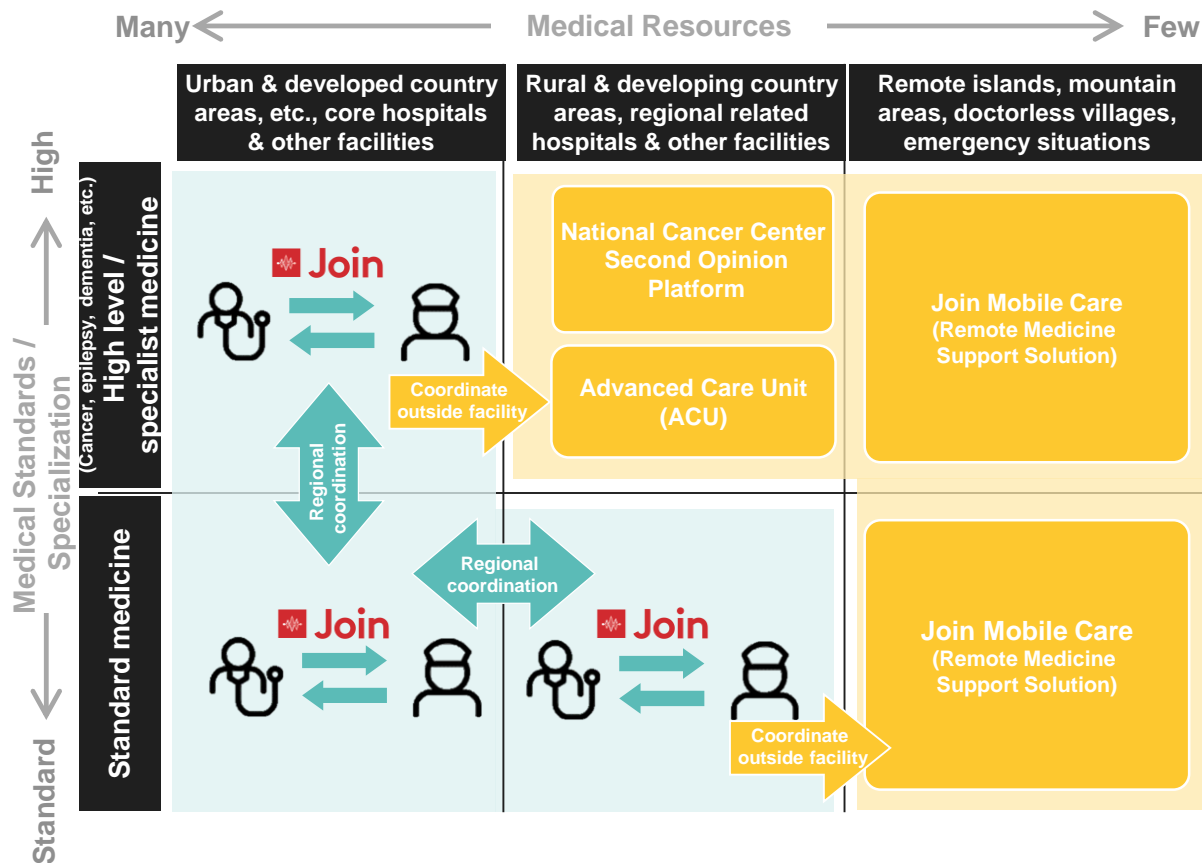 Many
Medical Resources
Few
Urban & developed country
areas, etc., core hospitals
& other facilities
Rural & developing country
areas, regional related
hospitals & other facilities
Remote islands, mountain
areas, doctorless villages,
emergency situations
High
Medical Standards /
Specialization
Standard
(Cancer, epilepsy, dementia, etc.)
High level /
specialist medicine
Join
National Cancer Center
Second Opinion
Platform
Join Mobile Care
(Remote Medicine
Support Solution)
Coordinate
outside facility
Advanced Care Unit
(ACU)
Regional
coordination
Standard medicine
Regional
coordination
Join
Join
Join Mobile Care
(Remote Medicine
Support Solution)
Coordinate
outside facility